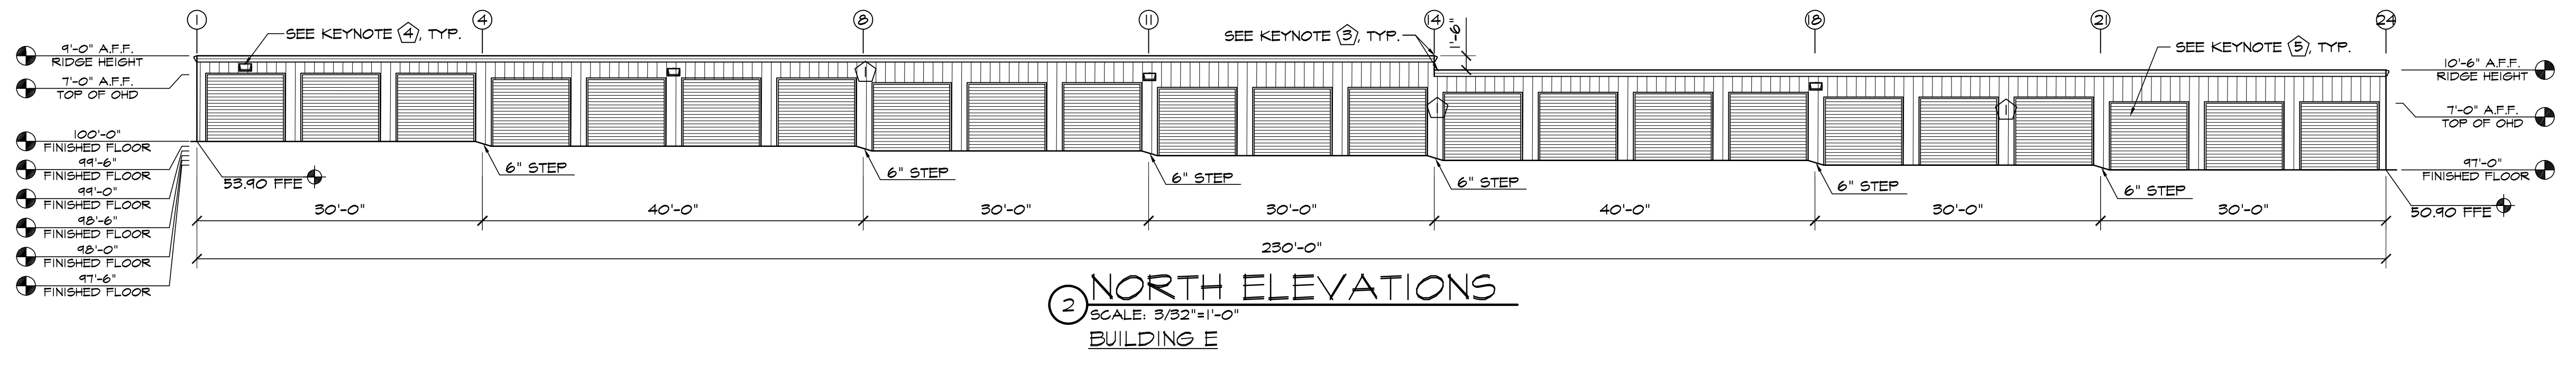 1 4 8 11 14 18 21 24
SEE KEYNOTE 4, TYP.
SEE KEYNOTE 3, TYP.
1'-6"
SEE KEYNOTE 5, TYP.
9'-0" A.F.F.
RIDGE HEIGHT
7'-0" A.F.F.
TOP OF OHD
100'-0"
FINISHED FLOOR
99'-6"
FINISHED FLOOR
99'-0"
FINISHED FLOOR
98'-6"
FINISHED FLOOR
98'-0"
FINISHED FLOOR
97'-6"
FINISHED FLOOR
1
1
1
10'-6" A.F.F.
RIDGE HEIGHT
7'-0" A.F.F.
TOP OF OHD
97'-0"
FINISHED FLOOR
53.90 FFE
6" STEP
6" STEP
6" STEP
6" STEP
6" STEP
6" STEP
50.90 FFE
30'-0" 40'-0" 30'-0" 30'-0" 40'-0" 30'-0" 30'-0"
230'-0"
2 NORTH ELEVATIONS
SCALE: 3/32"=1'-0"
BUILDING E